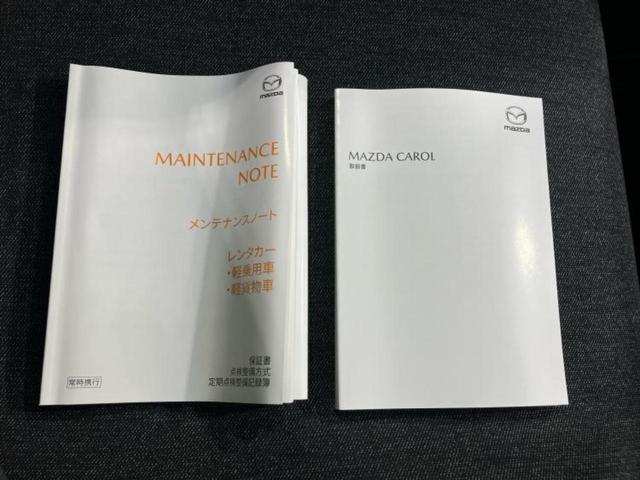 mazda
MAINTENANCE
NOTE
メンテナンスノート
レンタカー
・軽乗用車
・軽貨物車
保証書
点検整備方式
定期点検整備記録簿
常時携行
mazda
MAZDA CAROL
取扱書